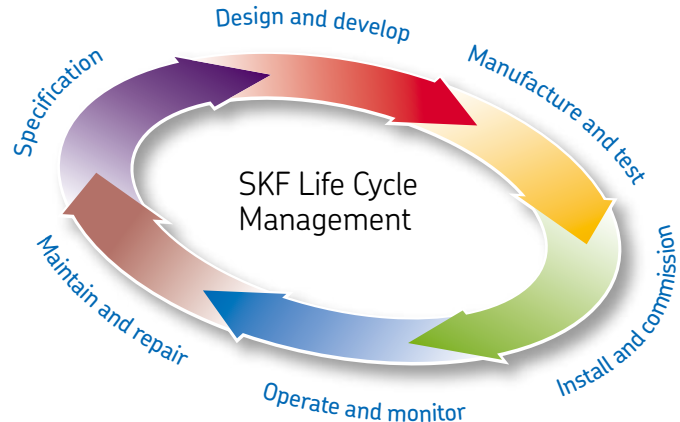 Design and develop
Specification
Manufacture and test
SKF Life Cycle
Management
Maintain and repair
Install and commission
Operate and monitor